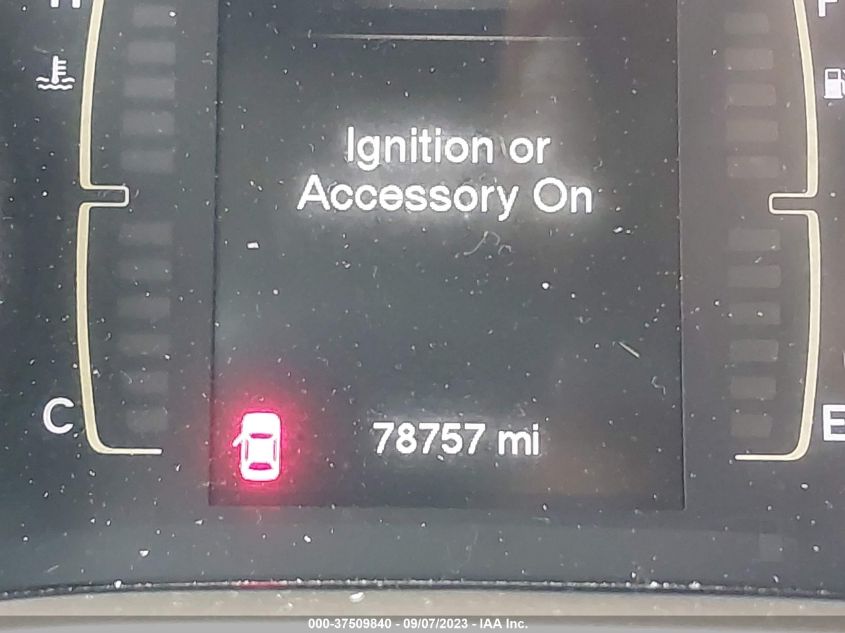 H
F
Ignition or
Accessory On
C
78757 mi
E
000-37509840 - 09/07/2023 - IAA Inc.